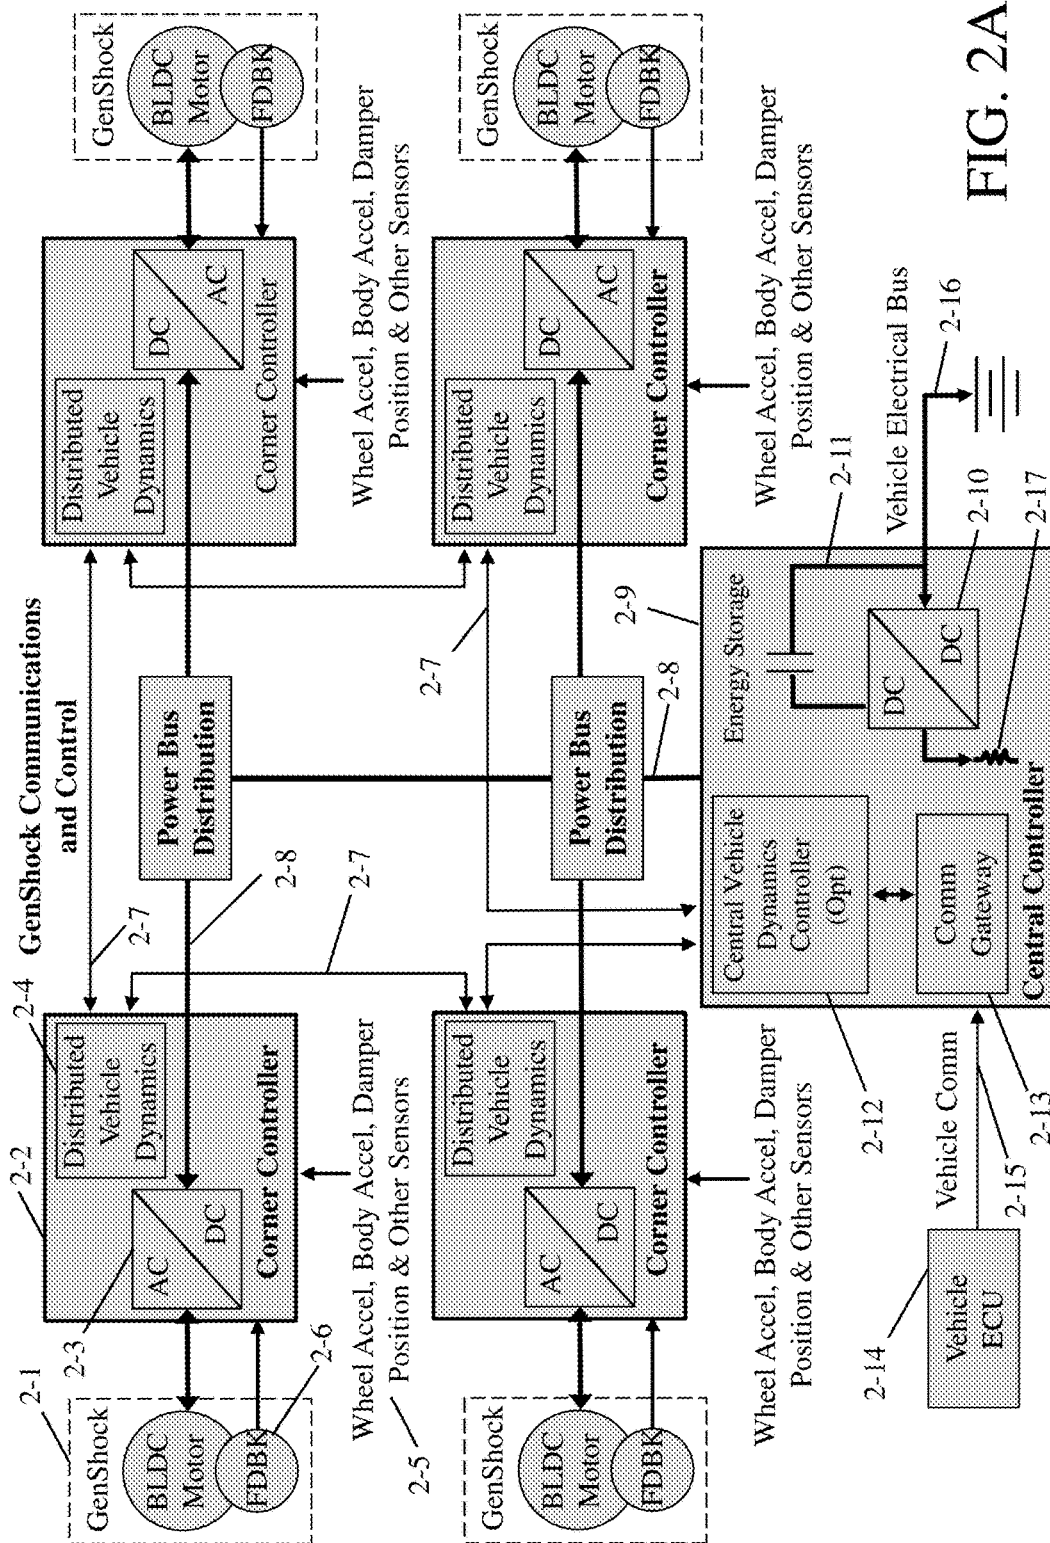 GenShock Communications
and Control
2-1
GenShock
BLDC
Motor
FDBK
2-6
2-2
2-3
AC
DC
2-4
Distributed
Vehicle
Dynamics
Corner Controller
Wheel Accel, Body Accel, Damper
Position & Other Sensors
2-5
2-7
2-8
2-7
Power Bus
Distribution
Distributed
Vehicle
Dynamics
DC
AC
Corner Controller
GenShock
BLDC
Motor
FDBK
Wheel Accel, Body Accel, Damper
Position & Other Sensors
GenShock
BLDC
Motor
FDBK
AC
DC
Distributed
Vehicle
Dynamics
Corner Controller
Wheel Accel, Body Accel, Damper
Position & Other Sensors
Power Bus
Distribution
2-7
2-8
Distributed
Vehicle
Dynamics
DC
AC
Corner Controller
GenShock
BLDC
Motor
FDBK
Wheel Accel, Body Accel, Damper
Position & Other Sensors
2-14
Vehicle
ECU
Vehicle Comm
2-15
2-12
2-13
Central Vehicle
Dynamics
Controller
(Opt)
Comm
Gateway
Central Controller
2-9
Energy Storage
DC
DC
2-11
2-10
2-17
Vehicle Electrical Bus
2-16
FIG. 2A